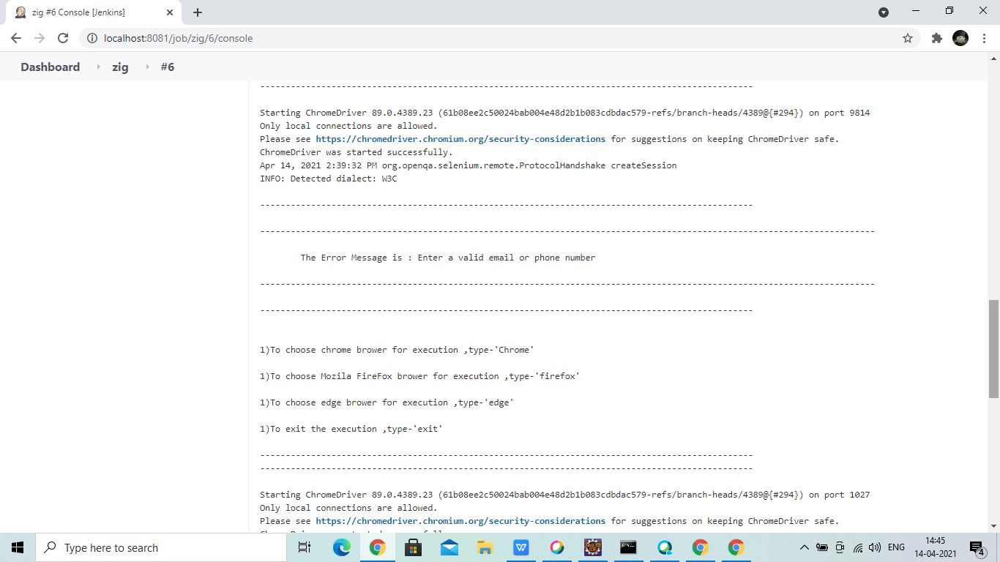 zig #6 Console [Jenkins]
localhost:8081/job/zig/6/console
Dashboard zig #6
-------------------------------------------------------------------------------------------------
Starting ChromeDriver 89.0.4389.23 (61b08ee2c50024bab004e48d2b1b083cdbdac579-refs/branch-heads/4389@{#294}) on port 9814
Only local connections are allowed.
Please see https://chromedriver.chromium.org/security-considerations for suggestions on keeping ChromeDriver safe.
ChromeDriver was started successfully.
Apr 14, 2021 2:39:32 PM org.openqa.selenium.remote.ProtocolHandshake createSession
INFO: Detected dialect: W3C
-------------------------------------------------------------------------------------------------
-------------------------------------------------------------------------------------------------------------------------
The Error Message is : Enter a valid email or phone number
-------------------------------------------------------------------------------------------------------------------------
-------------------------------------------------------------------------------------------------
1)To choose chrome brower for execution ,type-'Chrome'
1)To choose Mozila FireFox brower for execution ,type-'firefox'
1)To choose edge brower for execution ,type-'edge'
1)To exit the execution ,type-'exit'
-------------------------------------------------------------------------------------------------
-------------------------------------------------------------------------------------------------
Starting ChromeDriver 89.0.4389.23 (61b08ee2c50024bab004e48d2b1b083cdbdac579-refs/branch-heads/4389@{#294}) on port 1027
Only local connections are allowed.
Please see https://chromedriver.chromium.org/security-considerations for suggestions on keeping ChromeDriver safe.
Type here to search
ENG
14:45
14-04-2021
4